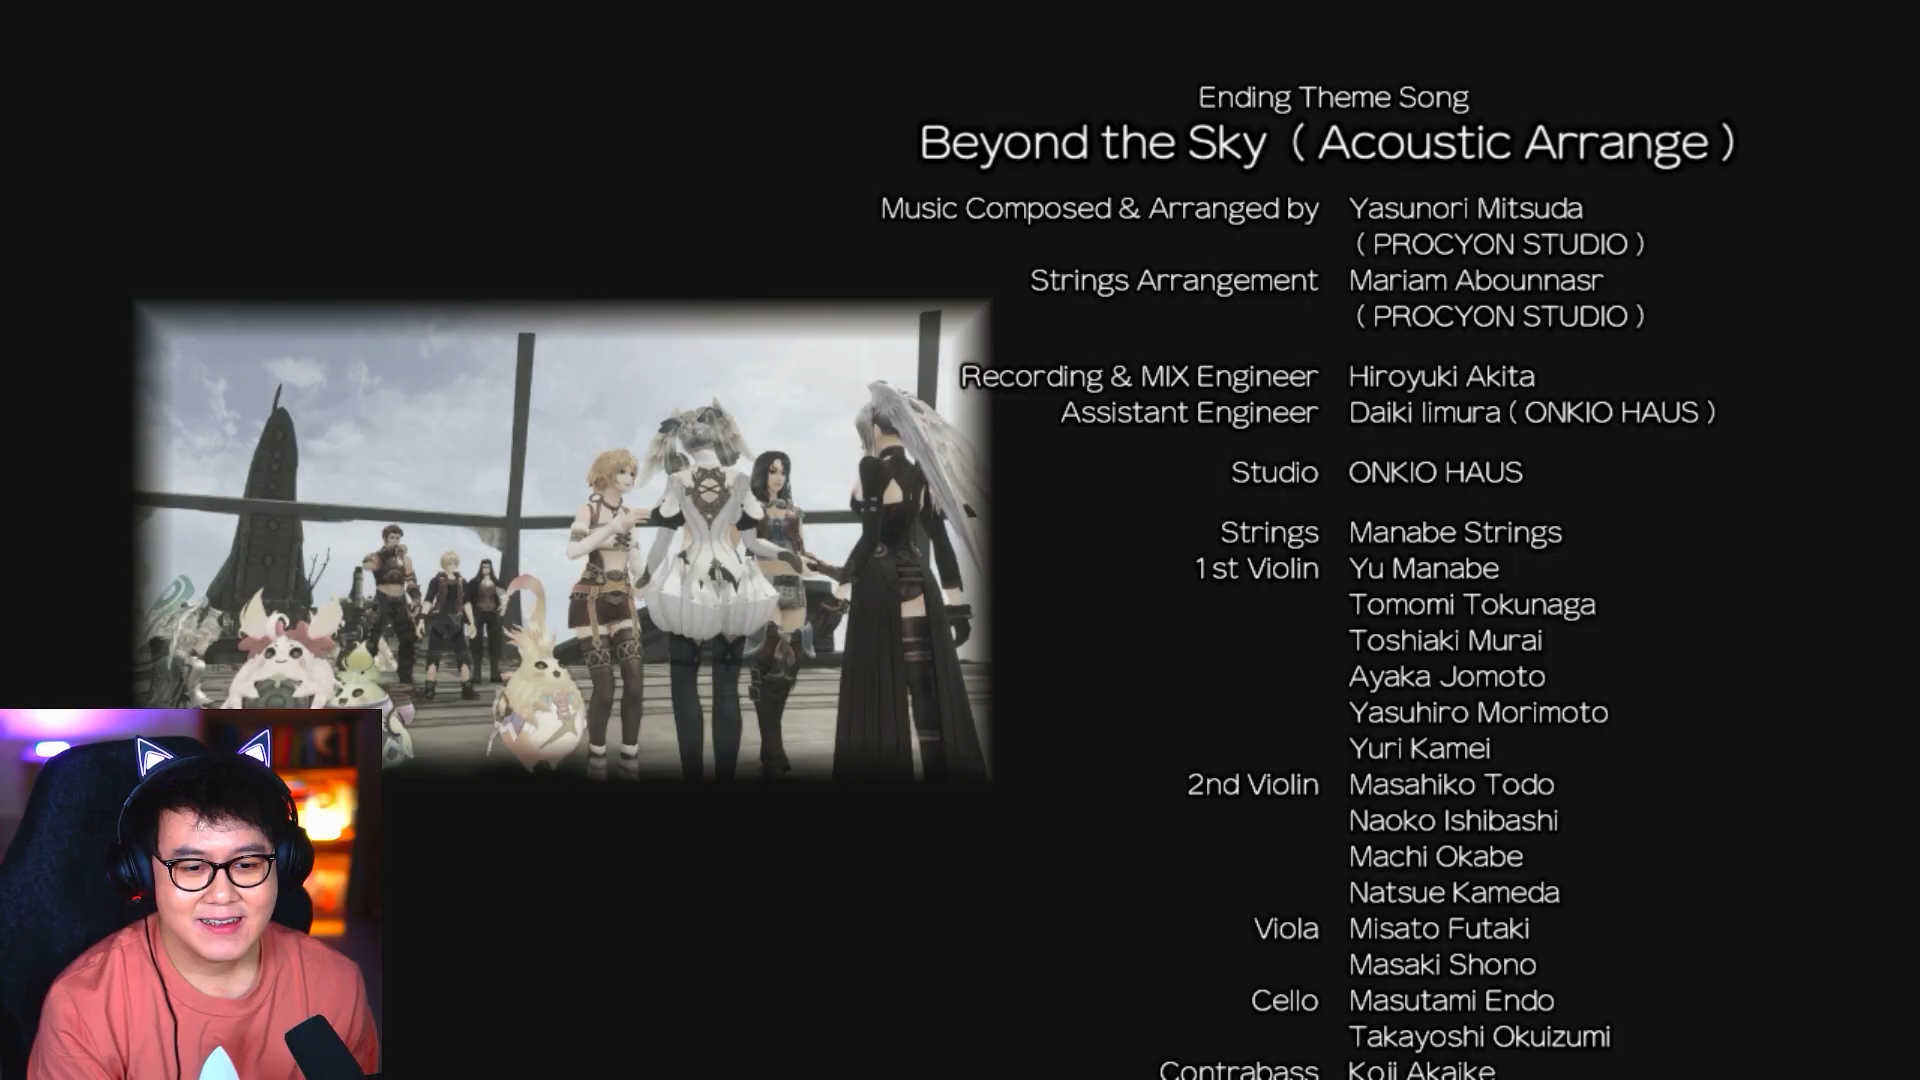 Ending Theme Song
Beyond the Sky ( Acoustic Arrange )
Music Composed & Arranged by Yasunori Mitsuda
( PROCYON STUDIO )
Strings Arrangement Mariam Abounnasr
( PROCYON STUDIO )
Recording & MIX Engineer Hiroyuki Akita
Assistant Engineer Daiki Iimura ( ONKIO HAUS )
Studio ONKIO HAUS
Strings Manabe Strings
1st Violin Yu Manabe
Tomomi Tokunaga
Toshiaki Murai
Ayaka Jomoto
Yasuhiro Morimoto
Yuri Kamei
2nd Violin Masahiko Todo
Naoko Ishibashi
Machi Okabe
Natsue Kameda
Viola Misato Futaki
Masaki Shono
Cello Masutami Endo
Takayoshi Okuizumi
Contrabass Koji Akaike